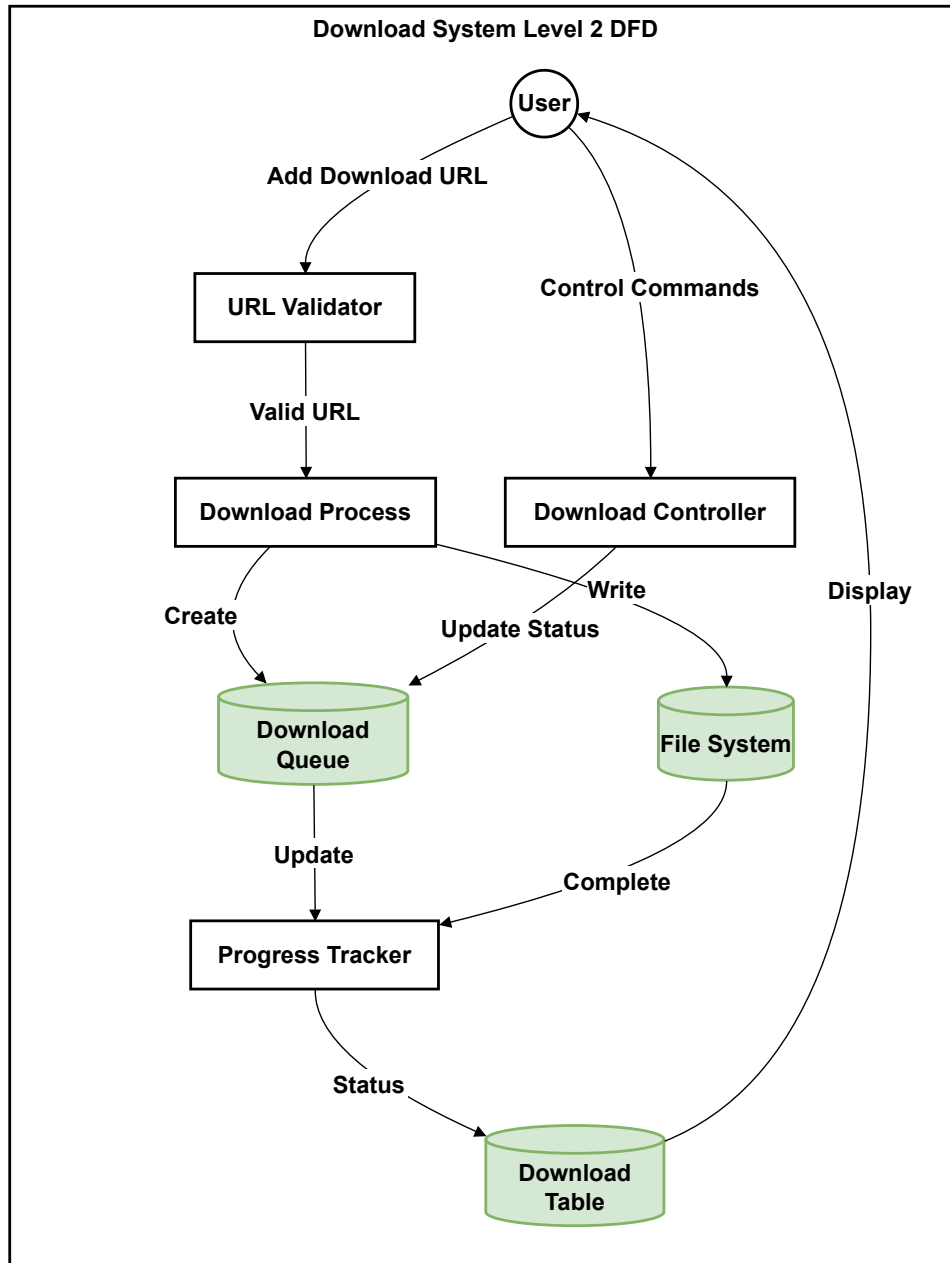 Download System Level 2 DFD
User
Add Download URL
URL Validator
Control Commands
Valid URL
Download Process
Download Controller
Write
Display
Create
Update Status
Download
Queue
File System
Update
Complete
Progress Tracker
Status
Download
Table